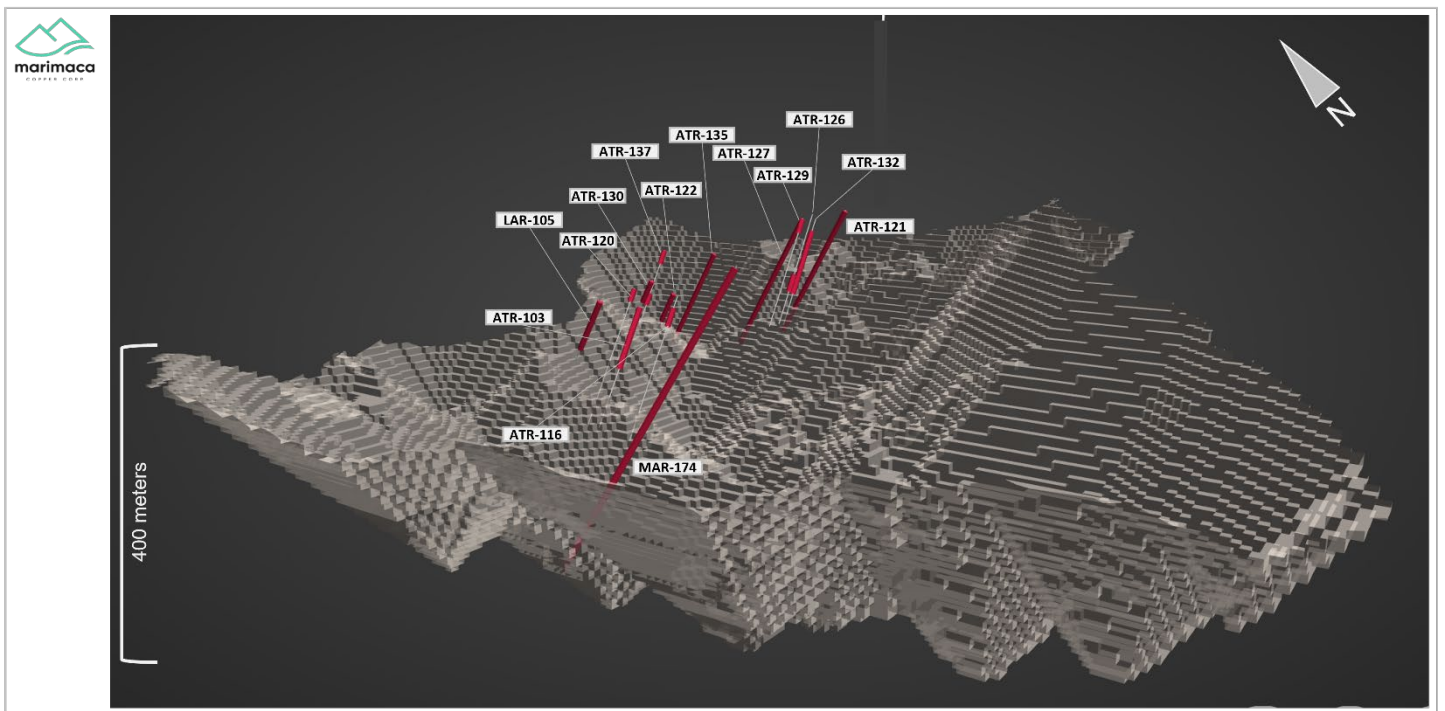 marimaca
COPPER CORP
N
ATR-126
ATR-135
ATR-137
ATR-127
ATR-132
ATR-129
ATR-122
ATR-130
LAR-105
ATR-121
ATR-120
ATR-103
ATR-116
MAR-174
400 meters